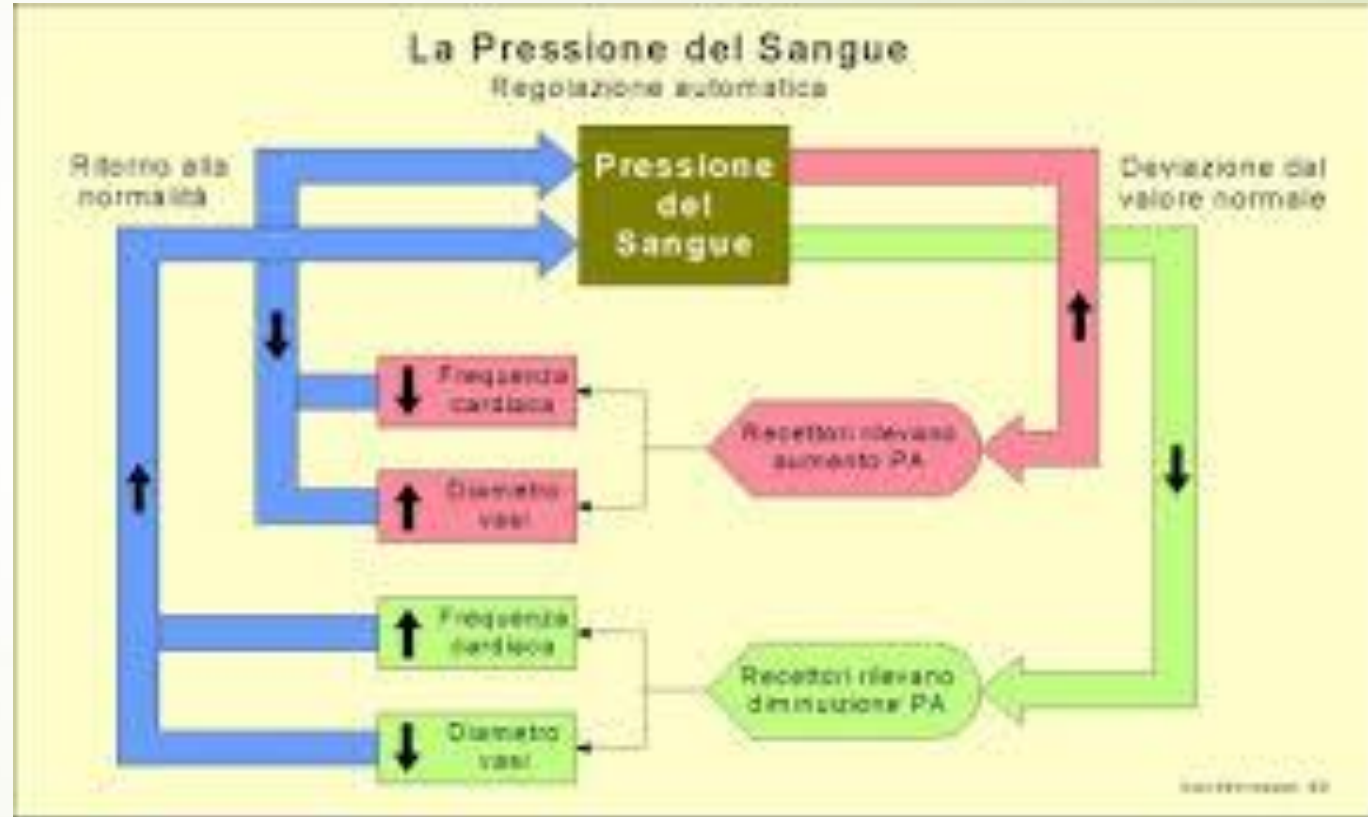 La Pressione del Sangue
Regolazione automatica
Ritorno alla
normalità
Pressione
del
Sangue
Deviazione dal
valore normale
Frequenza
cardiaca
Diametro
vasi
Recettori rilevano
aumento PA
Frequenza
cardiaca
Diametro
vasi
Recettori rilevano
diminuizione PA